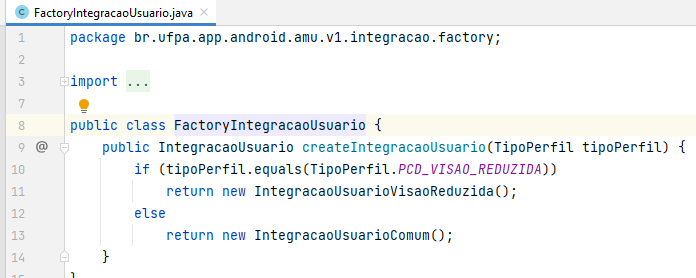 FactoryIntegracaoUsuario.java
1 package br.ufpa.app.android.amu.v1.integracao.factory;
2
3 import ...
7
8 public class FactoryIntegracaoUsuario {
9 @ public IntegracaoUsuario createIntegracaoUsuario(TipoPerfil tipoPerfil) {
10 if (tipoPerfil.equals(TipoPerfil.PCD_VISAO_REDUZIDA))
11 return new IntegracaoUsuarioVisaoReduzida();
12 else
13 return new IntegracaoUsuarioComum();
14 }